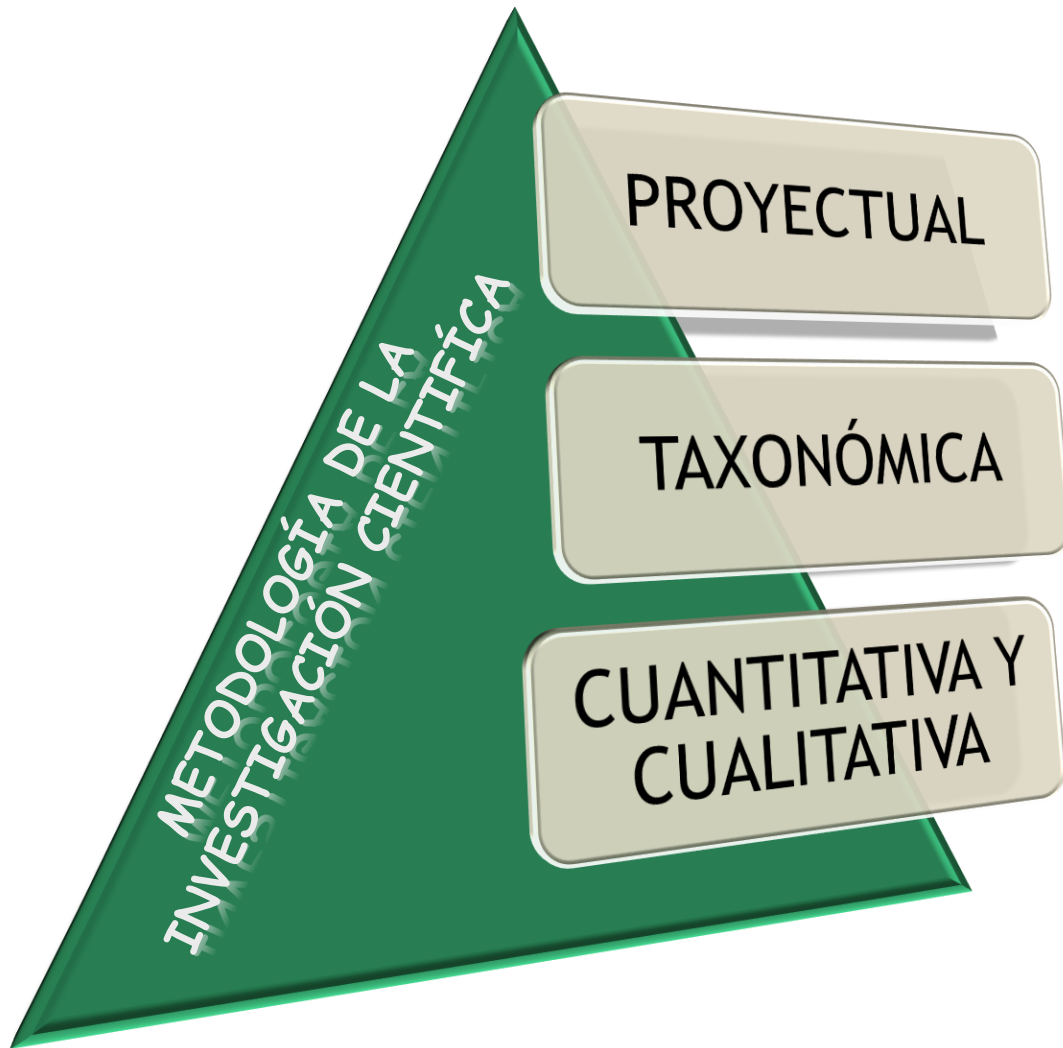 METODOLOGÍA DE LA
INVESTIGACIÓN CIENTIFÍCA
PROYECTUAL
TAXONÓMICA
CUANTITATIVA Y
CUALITATIVA